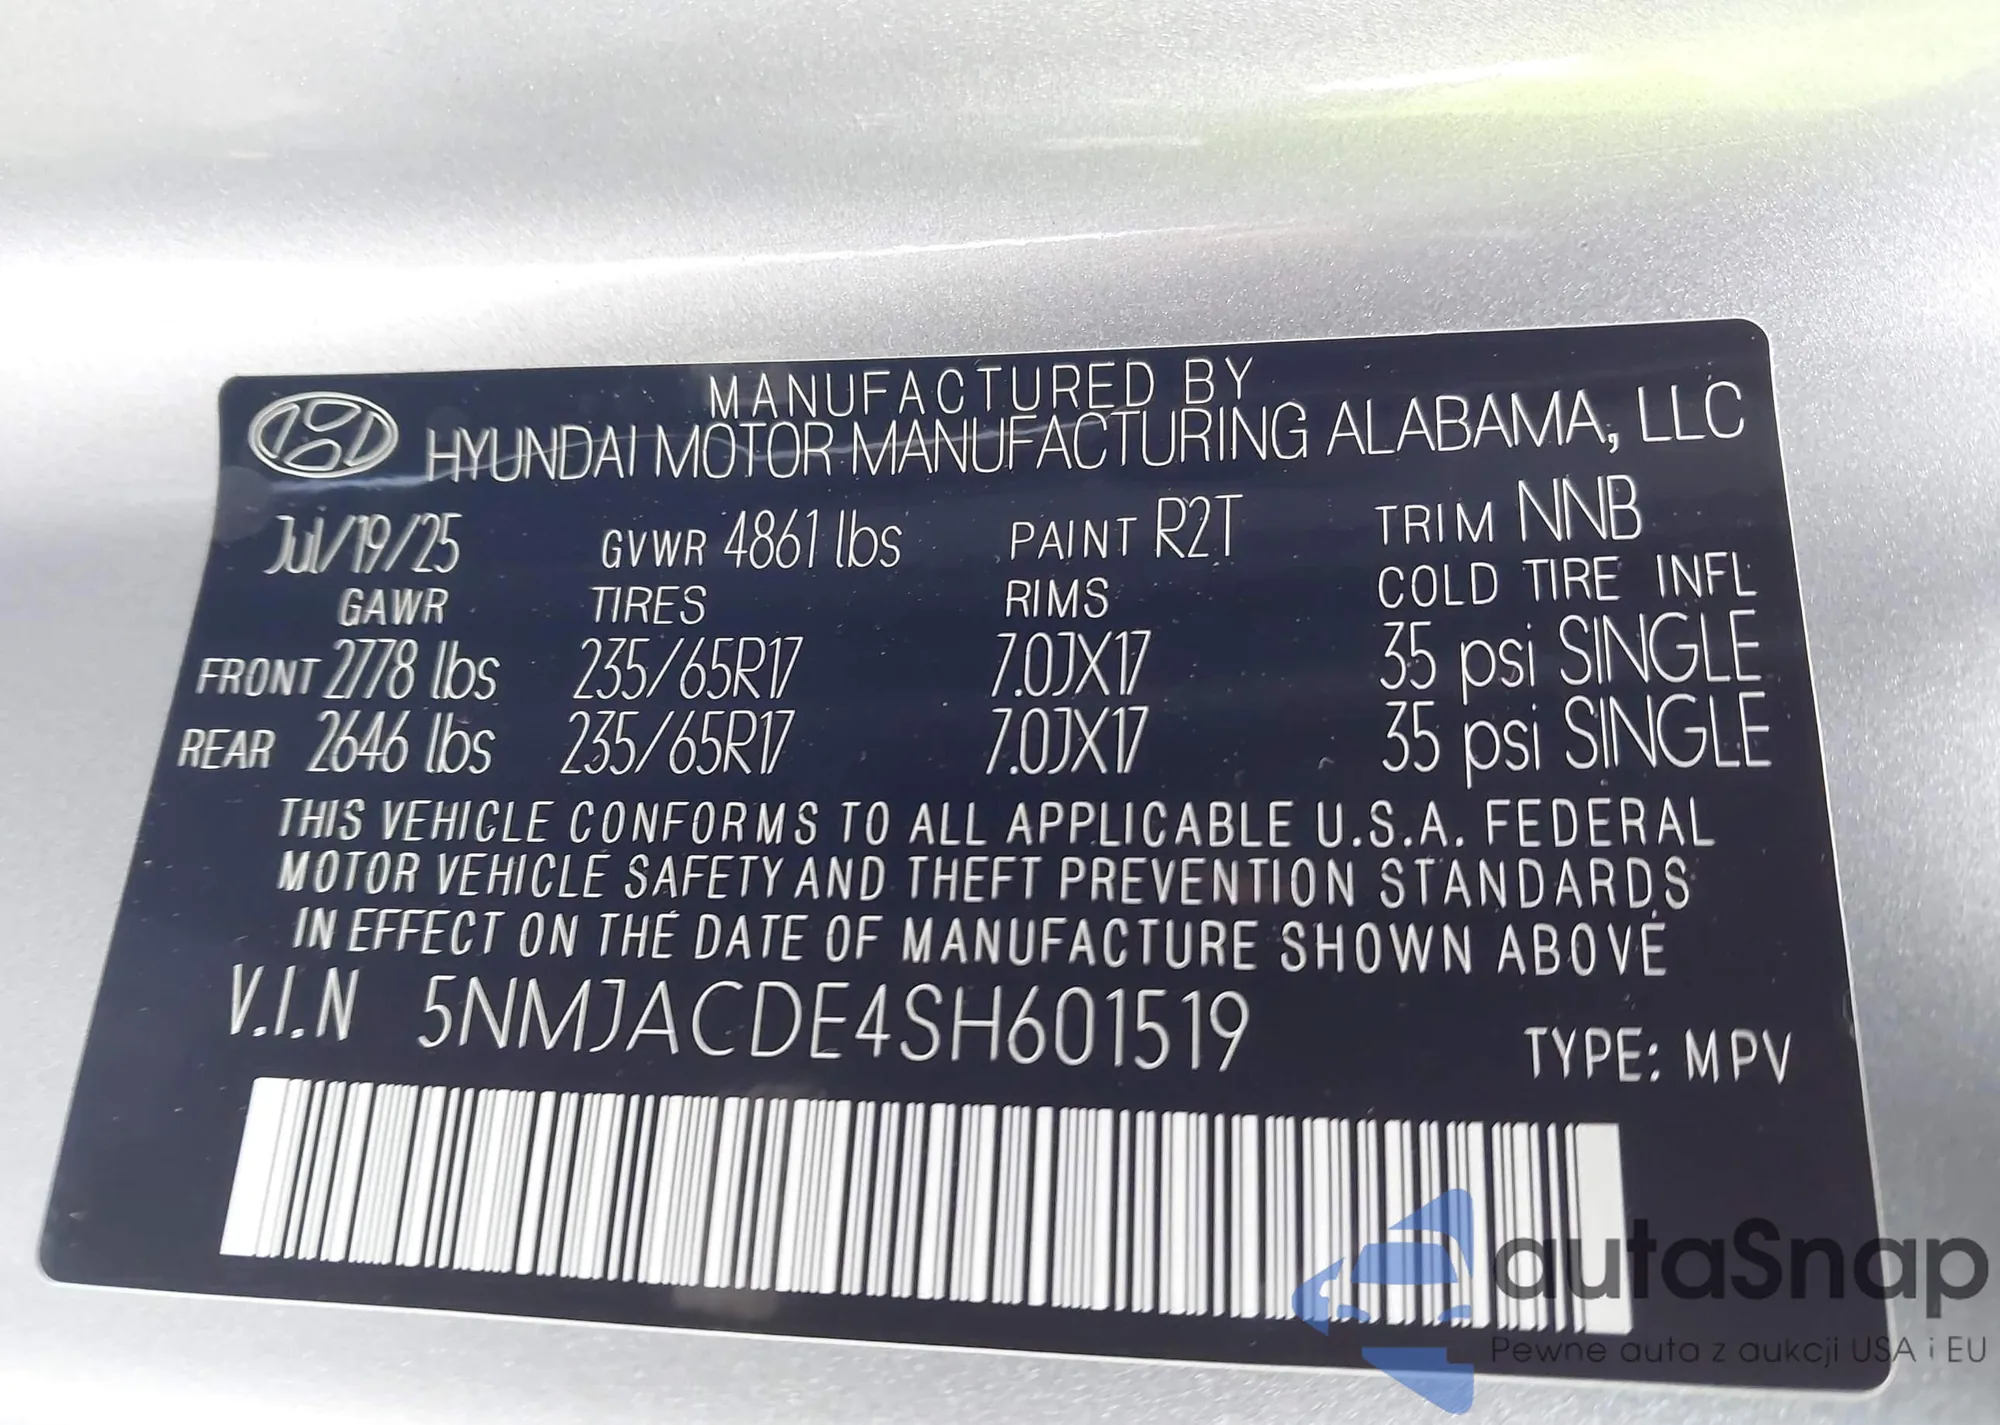 MANUFACTURED BY
HYUNDAI MOTOR MANUFACTURING ALABAMA, LLC
Jul/19/25 GVWR 4861 lbs PAINT R2T TRIM NNB
GAWR TIRES RIMS COLD TIRE INFL
FRONT 2778 lbs 235/65R17 7.0JX17 35 psi SINGLE
REAR 2646 lbs 235/65R17 7.0JX17 35 psi SINGLE
THIS VEHICLE CONFORMS TO ALL APPLICABLE U.S.A. FEDERAL
MOTOR VEHICLE SAFETY AND THEFT PREVENTION STANDARDS
IN EFFECT ON THE DATE OF MANUFACTURE SHOWN ABOVE
V.I.N 5NMJACDE4SH601519 TYPE: MPV
autaSnap
Pewne auta z aukcji USA i EU